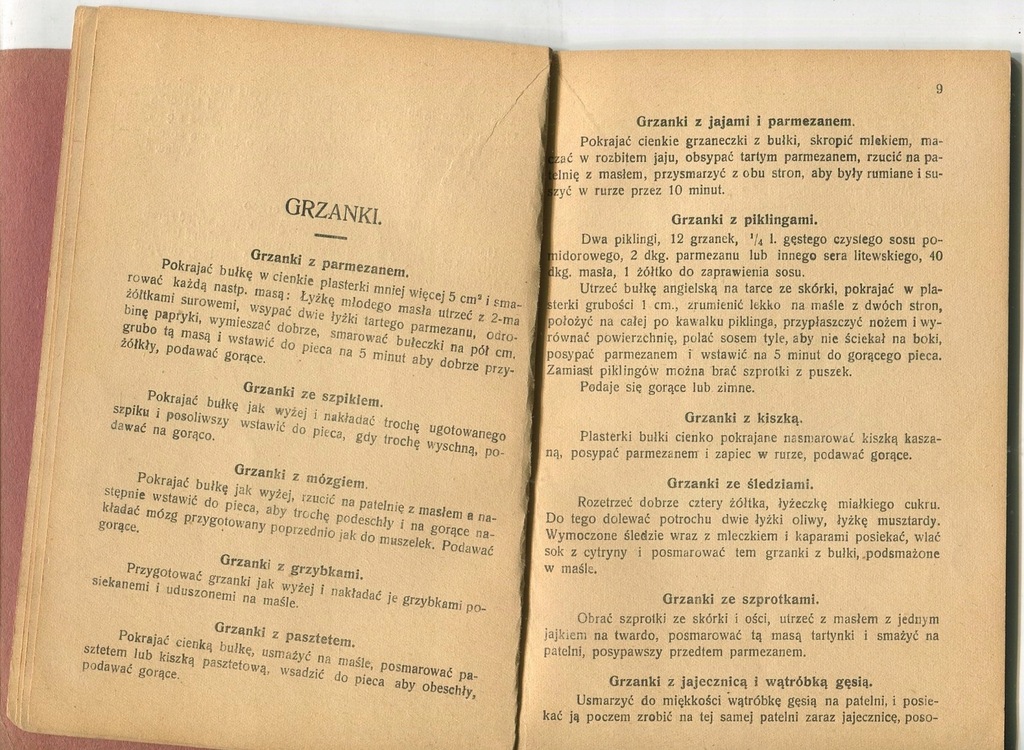 GRZANKI.
Grzanki z parmezanem.
Pokrajać bułkę w cienkie plasterki mniej więcej 5 cm² i sma-
rować każdą nastp. masą: Łyżkę młodego masła utrzeć z 2-ma
żółtkami surowemi, wsypać dwie łyżki tartego parmezanu, odro-
binę papryki, wymieszać dobrze, smarować bułeczki na pół cm.
grubo tą masą i wstawić do pieca na 5 minut aby dobrze przy-
żółkły, podawać gorące.
Grzanki ze szpikiem.
Pokrajać bułkę jak wyżej i nakładać trochę ugotowanego
szpiku i posoliwszy wstawić do pieca, gdy trochę wyschną, po-
dawać na gorąco.
Grzanki z mózgiem.
Pokrajać bułkę jak wyżej, rzucić na patelnię z masłem a na-
stępnie wstawić do pieca, aby trochę podeschły i na gorące na-
kładać mózg przygotowany poprzednio jak do muszelek. Podawać
gorące.
Grzanki z grzybkami.
Przygotować grzanki jak wyżej i nakładać je grzybkami po-
siekanemi i uduszonemi na maśle.
Grzanki z pasztetem.
Pokrajać cienką bułkę, usmażyć na maśle, posmarować pa-
sztetem lub kiszką pasztetową, wsadzić do pieca aby obeschły,
podawać gorące.
9
Grzanki z jajami i parmezanem.
Pokrajać cienkie grzaneczki z bułki, skropić mlekiem, ma-
czać w rozbitem jaju, obsypać tartym parmezanem, rzucić na pa-
telnię z masłem, przysmarzyć z obu stron, aby były rumiane i su-
szyć w rurze przez 10 minut.
Grzanki z piklingami.
Dwa piklingi, 12 grzanek, ¼ l. gęstego czystego sosu po-
midorowego, 2 dkg. parmezanu lub innego sera litewskiego, 40
dkg. masła, 1 żółtko do zaprawienia sosu.
Utrzeć bułkę angielską na tarce ze skórki, pokrajać w pla-
sterki grubości 1 cm., zrumienić lekko na maśle z dwóch stron,
położyć na całej po kawałku piklinga, przypłaszczyć nożem i wy-
równać powierzchnię, polać sosem tyle, aby nie ściekał na boki,
posypać parmezanem i wstawić na 5 minut do gorącego pieca.
Zamiast piklingów można brać szprotki z puszek.
Podaje się gorące lub zimne.
Grzanki z kiszką.
Plasterki bułki cienko pokrajane nasmarować kiszką kasza-
ną, posypać parmezanem i zapiec w rurze, podawać gorące.
Grzanki ze śledziami.
Rozetrzeć dobrze cztery żółtka, łyżeczkę miałkiego cukru.
Do tego dolewać potrochu dwie łyżki oliwy, łyżkę musztardy.
Wymoczone śledzie wraz z mleczkiem i kaparami posiekać, wlać
sok z cytryny i posmarować tem grzanki z bułki, podsmażone
w maśle.
Grzanki ze szprotkami.
Obrać szprotki ze skórki i ości, utrzeć z masłem z jednym
jajkiem na twardo, posmarować tą masą tartynki i smażyć na
patelni, posypawszy przedtem parmezanem.
Grzanki z jajecznicą i wątróbką gęsią.
Usmarzyć do miękkości wątróbkę gęsią na patelni, i posie-
kać ją poczem zrobić na tej samej patelni zaraz jajecznicę, poso-